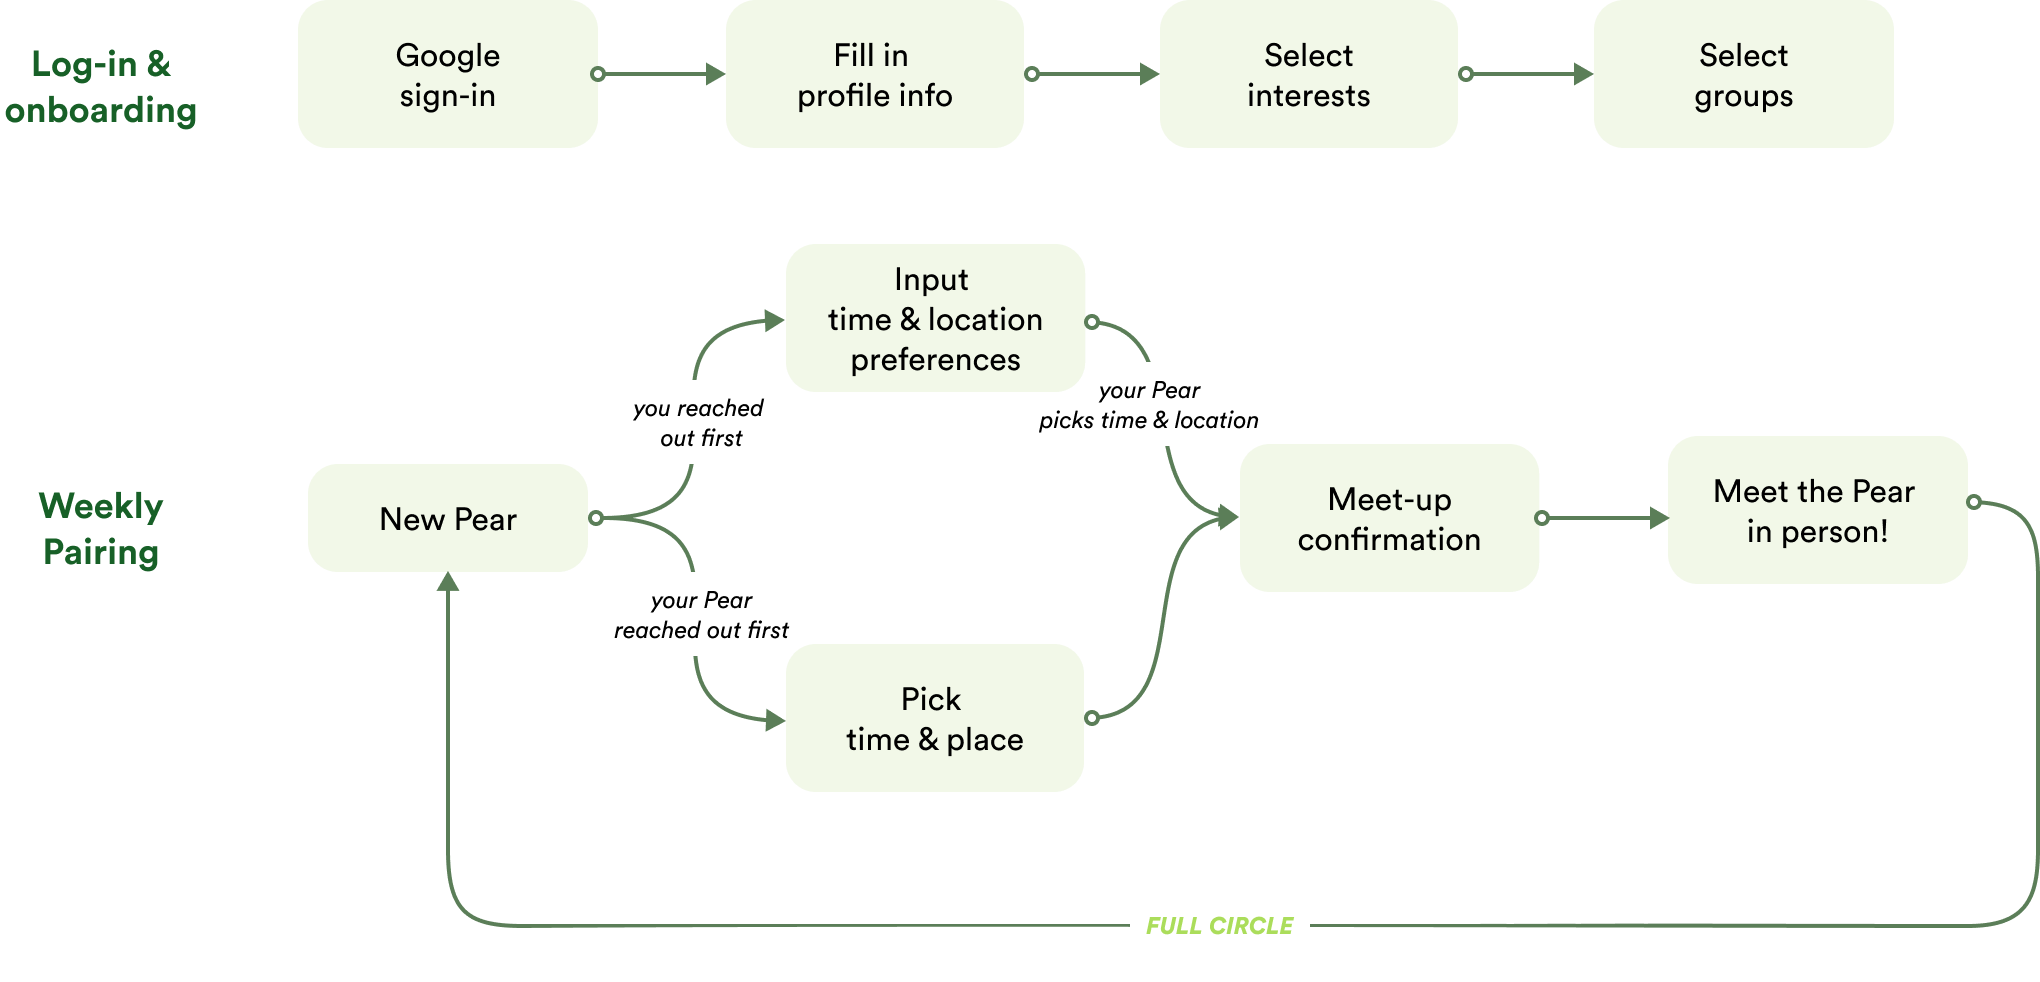 Log-in &
onboarding
Google
sign-in
Fill in
profile info
Select
interests
Select
groups
Weekly
Pairing
New Pear
you reached
out first
your Pear
reached out first
Input
time & location
preferences
Pick
time & place
your Pear
picks time & location
Meet-up
confirmation
Meet the Pear
in person!
FULL CIRCLE